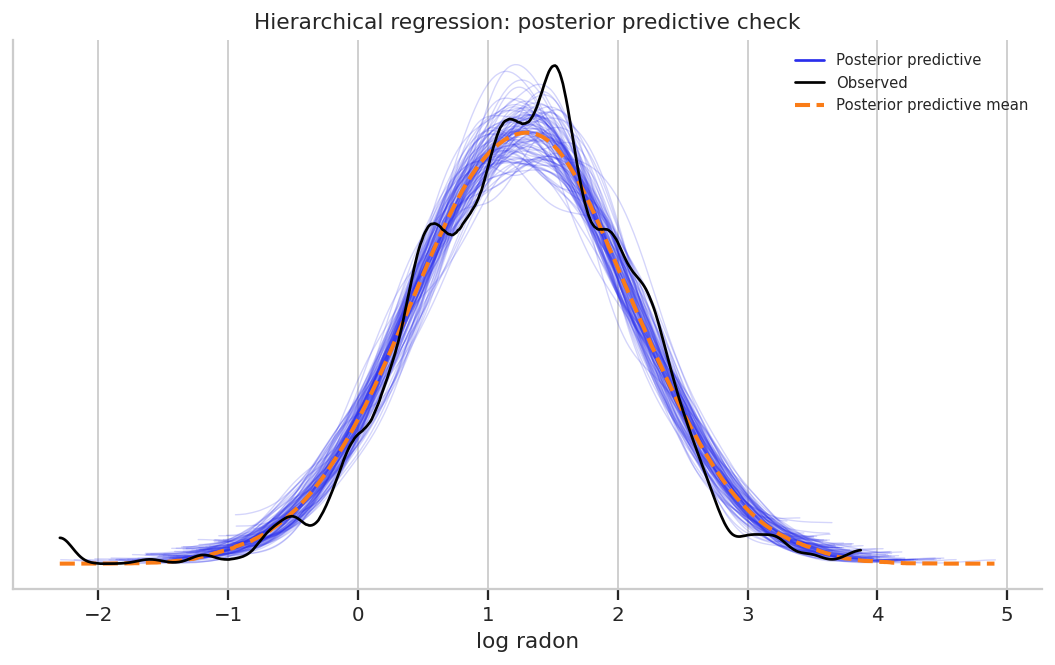 Hierarchical regression: posterior predictive check
Posterior predictive
Observed
Posterior predictive mean
−2 −1 0 1 2 3 4 5
log radon